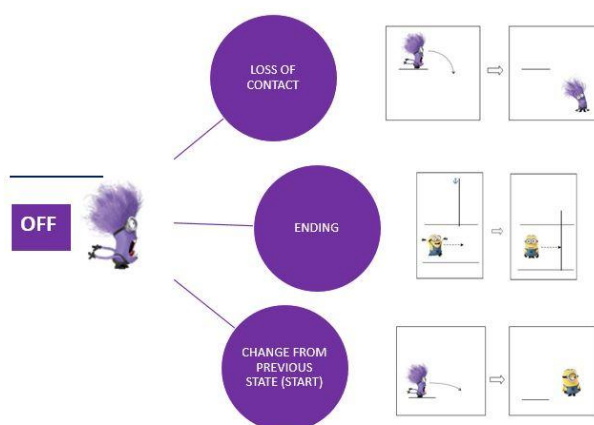 LOSS OF
CONTACT
OFF
ENDING
CHANGE FROM
PREVIOUS
STATE (START)